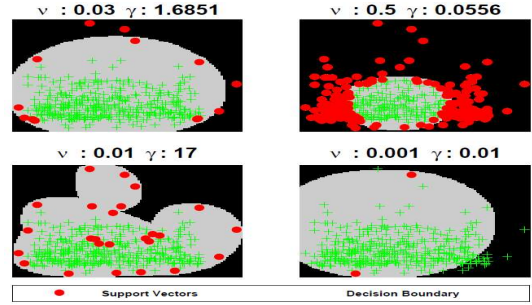 ν : 0.03 γ: 1.6851
ν : 0.5 γ: 0.0556
ν : 0.01 γ: 17
ν : 0.001 γ: 0.01
Support Vectors Decision Boundary